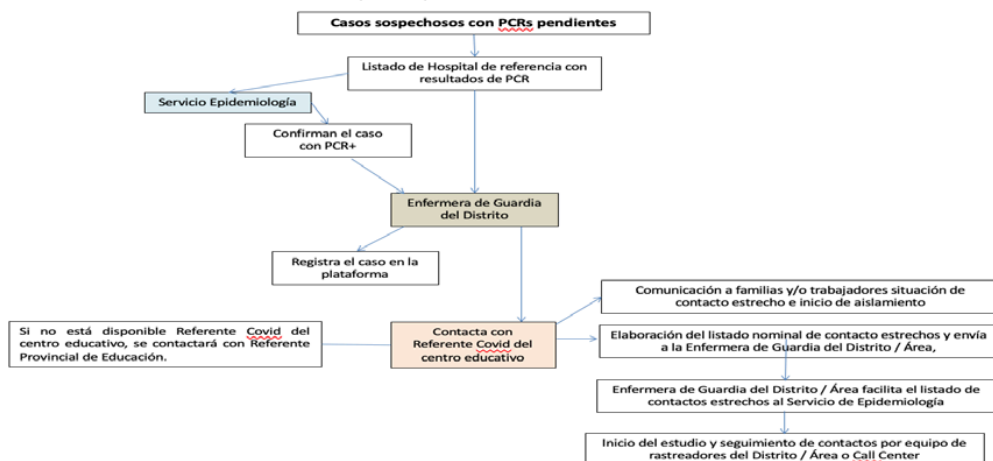 Casos sospechosos con PCRs pendientes
Listado de Hospital de referencia con
resultados de PCR
Servicio Epidemiología
Confirman el caso
con PCR+
Enfermera de Guardia
del Distrito
Registra el caso en la
plataforma
Comunicación a familias y/o trabajadores situación de
contacto estrecho e inicio de aislamiento
Si no está disponible Referente Covid del
centro educativo, se contactará con Referente
Provincial de Educación.
Contacta con
Referente Covid del
centro educativo
Elaboración del listado nominal de contacto estrechos y envía
a la Enfermera de Guardia del Distrito / Área,
Enfermera de Guardia del Distrito / Área facilita el listado de
contactos estrechos al Servicio de Epidemiología
Inicio del estudio y seguimiento de contactos por equipo de
rastreadores del Distrito / Área o Call Center